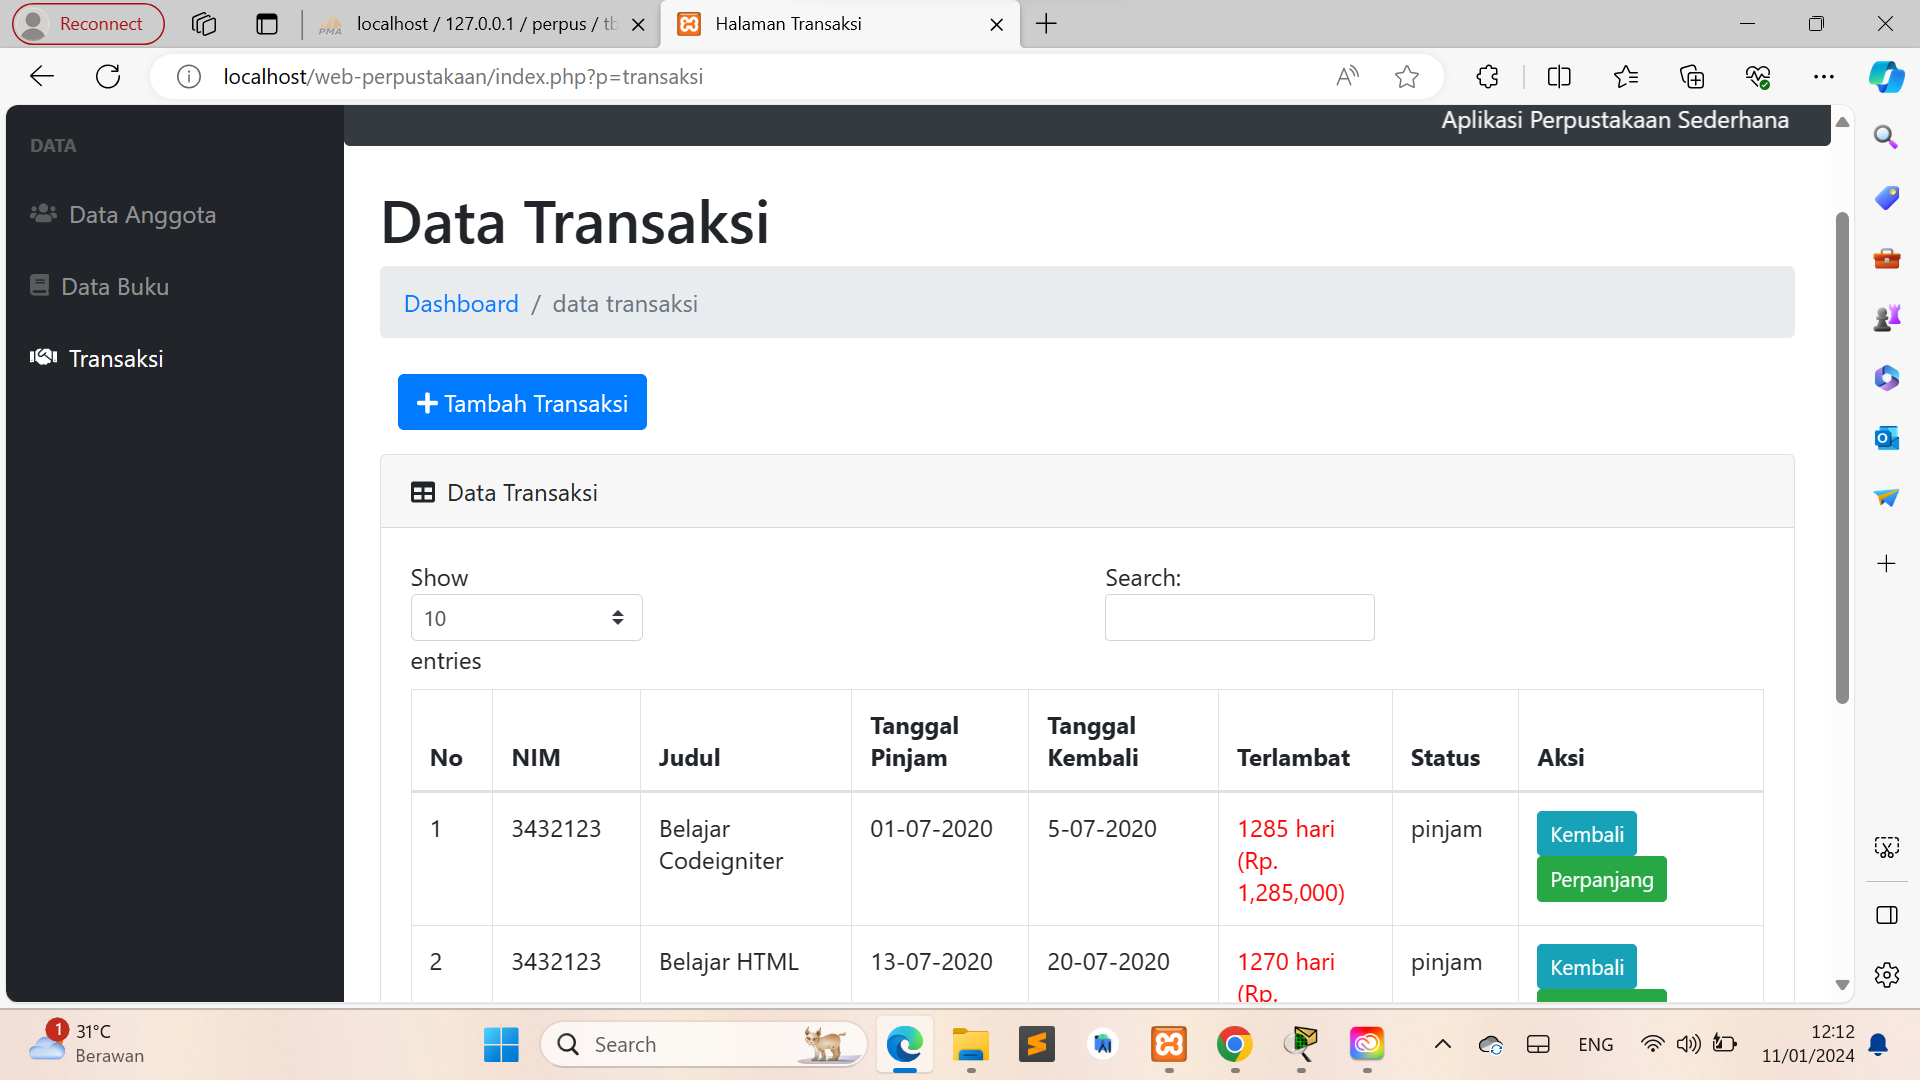 Reconnect
PMA
localhost / 127.0.0.1 / perpus / tb
Halaman Transaksi
localhost/web-perpustakaan/index.php?p=transaksi
Aplikasi Perpustakaan Sederhana
DATA
Data Anggota
Data Buku
Transaksi
Data Transaksi
Dashboard / data transaksi
Tambah Transaksi
Data Transaksi
Show
10
entries
Search:
No NIM Judul Tanggal Pinjam Tanggal Kembali Terlambat Status Aksi
1 3432123 Belajar Codeigniter 01-07-2020 5-07-2020 1285 hari (Rp. 1,285,000) pinjam Kembali
Perpanjang
2 3432123 Belajar HTML 13-07-2020 20-07-2020 1270 hari (Rp. pinjam Kembali
1
31°C
Berawan
Search
ENG
12:12
11/01/2024